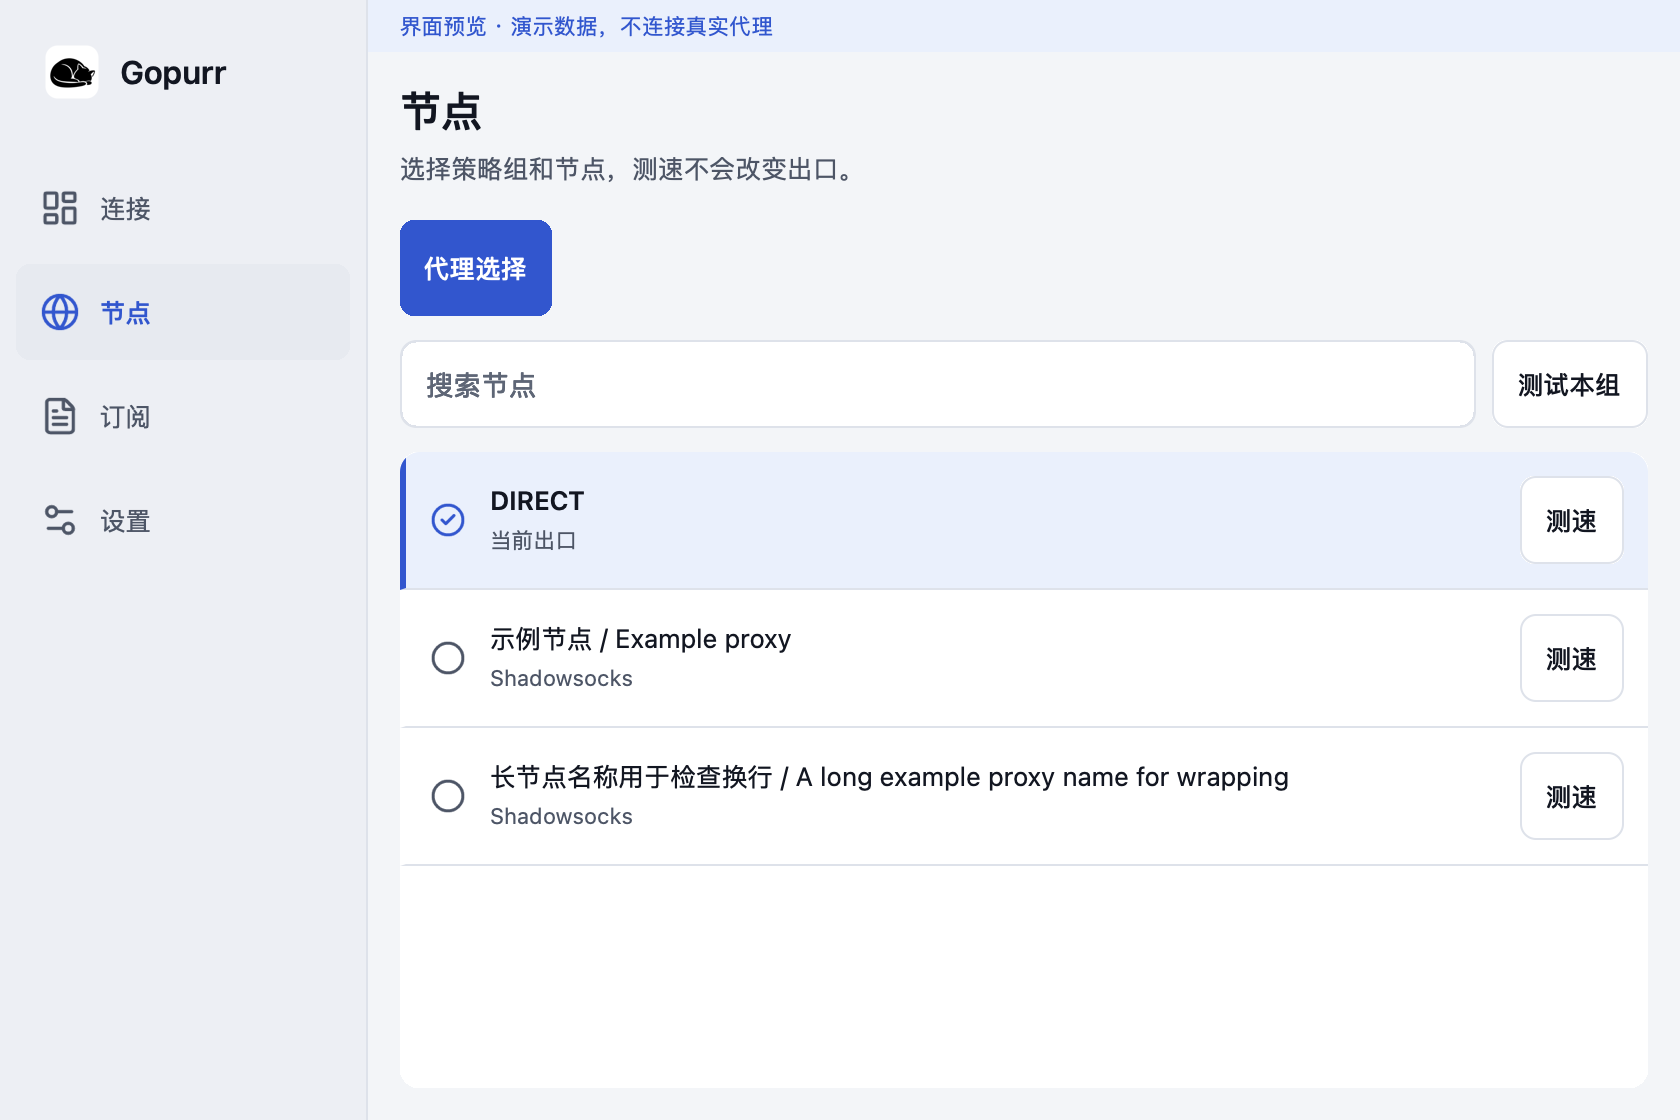 界面预览 · 演示数据，不连接真实代理
Gopurr
连接
节点
订阅
设置
节点
选择策略组和节点，测速不会改变出口。
代理选择
搜索节点
测试本组
DIRECT
当前出口
测速
示例节点 / Example proxy
Shadowsocks
测速
长节点名称用于检查换行 / A long example proxy name for wrapping
Shadowsocks
测速